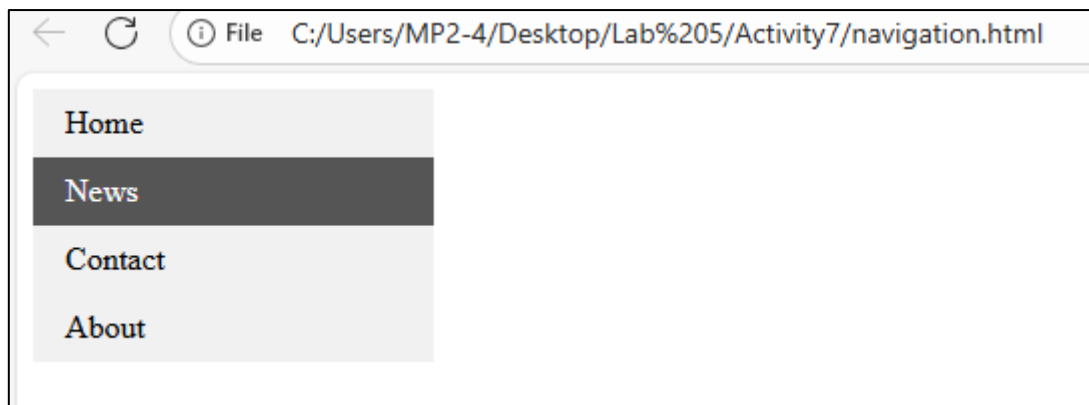 File C:/Users/MP2-4/Desktop/Lab%205/Activity7/navigation.html
Home
News
Contact
About